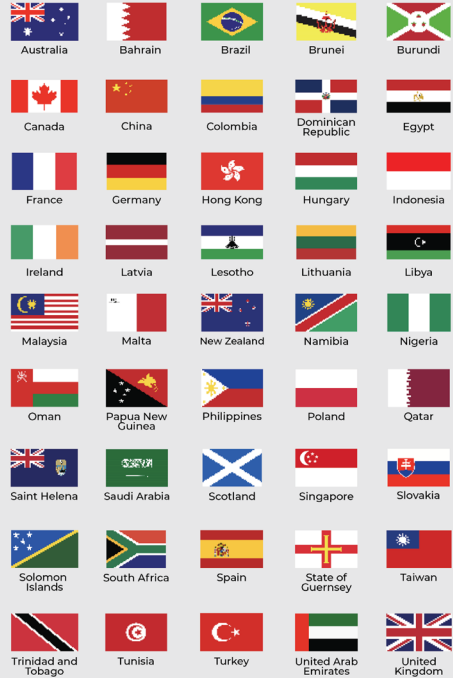 Australia
Bahrain
Brazil
Brunei
Burundi
Canada
China
Colombia
Dominican
Republic
Egypt
France
Germany
Hong Kong
Hungary
Indonesia
Ireland
Latvia
Lesotho
Lithuania
Libya
Malaysia
Malta
New Zealand
Namibia
Nigeria
Oman
Papua New
Guinea
Philippines
Poland
Qatar
Saint Helena
Saudi Arabia
Scotland
Singapore
Slovakia
Solomon
Islands
South Africa
Spain
State of
Guernsey
Taiwan
Trinidad and
Tobago
Tunisia
Turkey
United Arab
Emirates
United
Kingdom